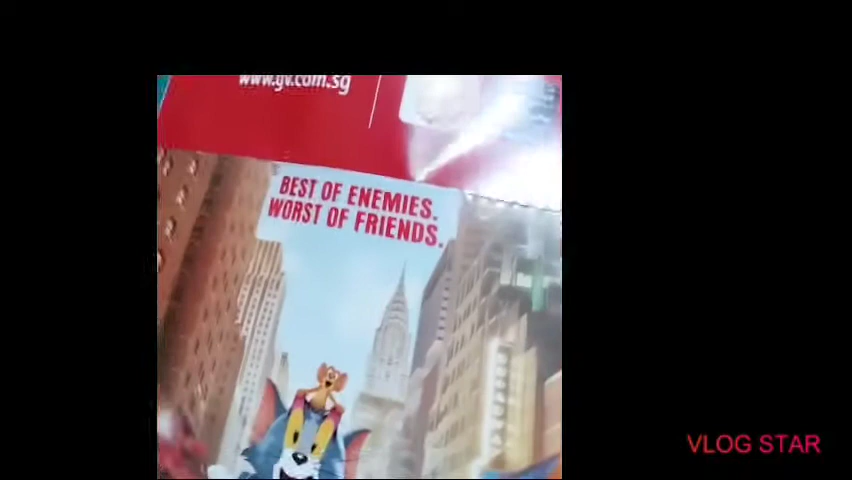 www.gv.com.sg
BEST OF ENEMIES.
WORST OF FRIENDS.
VLOG STAR